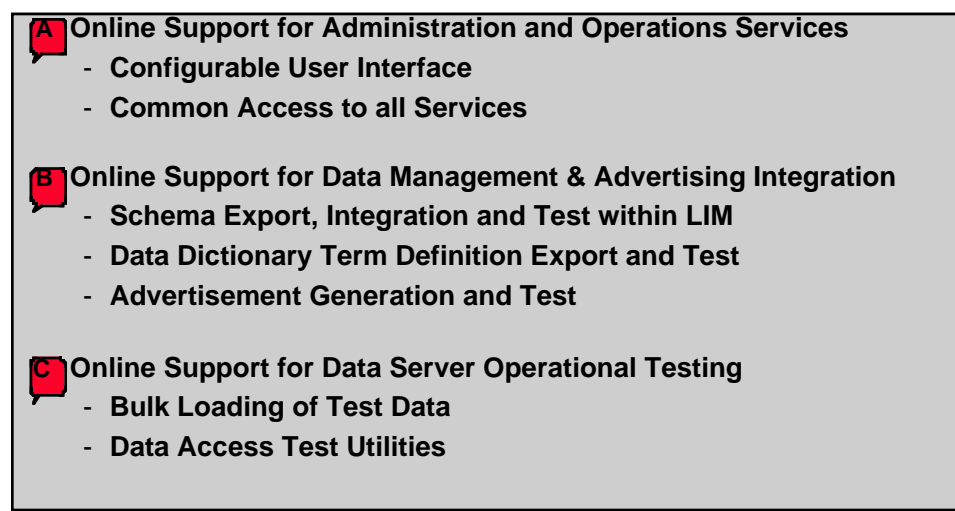 A Online Support for Administration and Operations Services
- Configurable User Interface
- Common Access to all Services
B Online Support for Data Management & Advertising Integration
- Schema Export, Integration and Test within LIM
- Data Dictionary Term Definition Export and Test
- Advertisement Generation and Test
C Online Support for Data Server Operational Testing
- Bulk Loading of Test Data
- Data Access Test Utilities